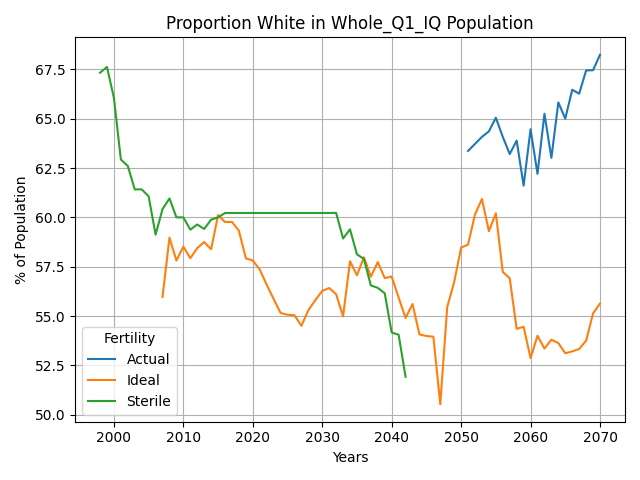 Proportion White in Whole_Q1_IQ Population
% of Population
67.5
65.0
62.5
60.0
57.5
55.0
52.5
50.0
Fertility
Actual
Ideal
Sterile
2000
2010
2020
2030
2040
2050
2060
2070
Years